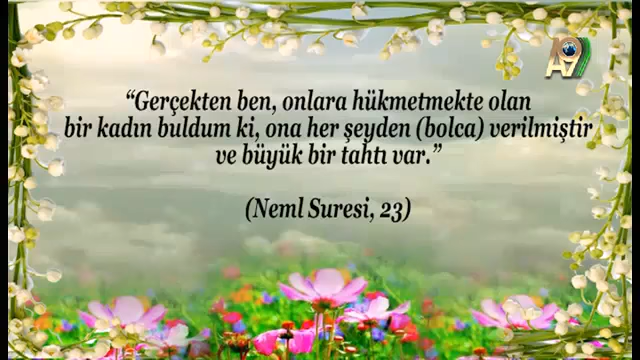 A9
“Gerçekten ben, onlara hükmetmekte olan
bir kadın buldum ki, ona her şeyden (bolca) verilmiştir
ve büyük bir tahtı var.”
(Neml Suresi, 23)